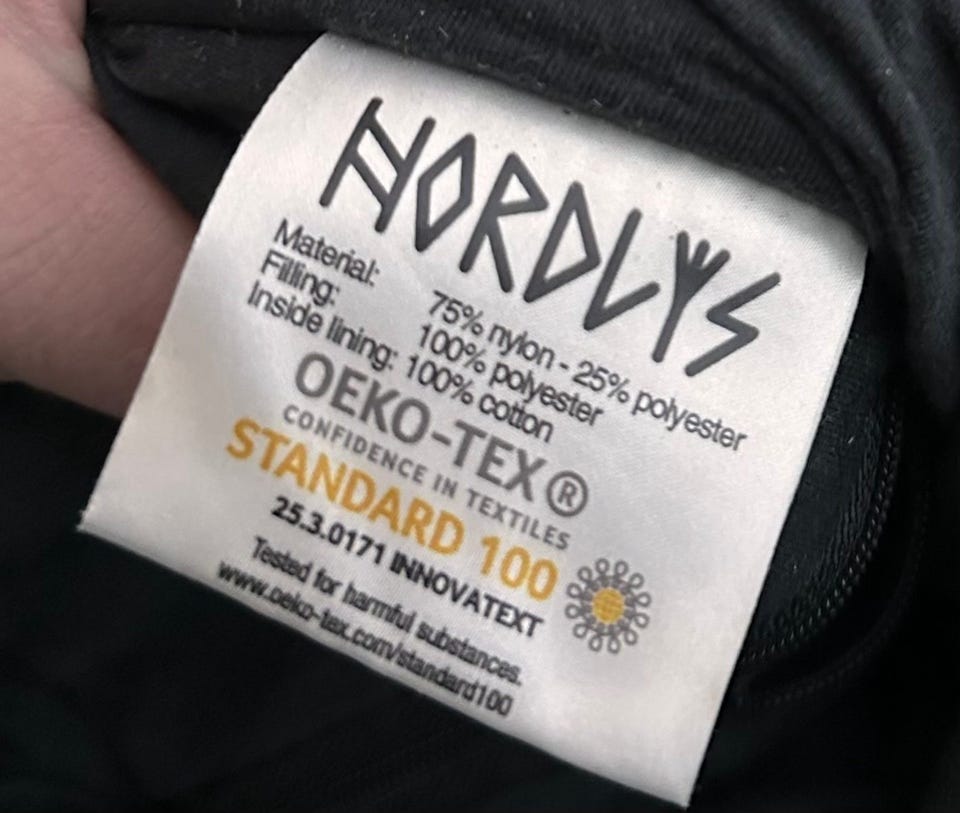 NORDLYS
Material: 75% nylon - 25% polyester
Filling: 100% polyester
Inside lining: 100% cotton
OEKO-TEX®
CONFIDENCE IN TEXTILES
STANDARD 100
25.3.0171 INNOVATEXT
Tested for harmful substances.
www.oeko-tex.com/standard100